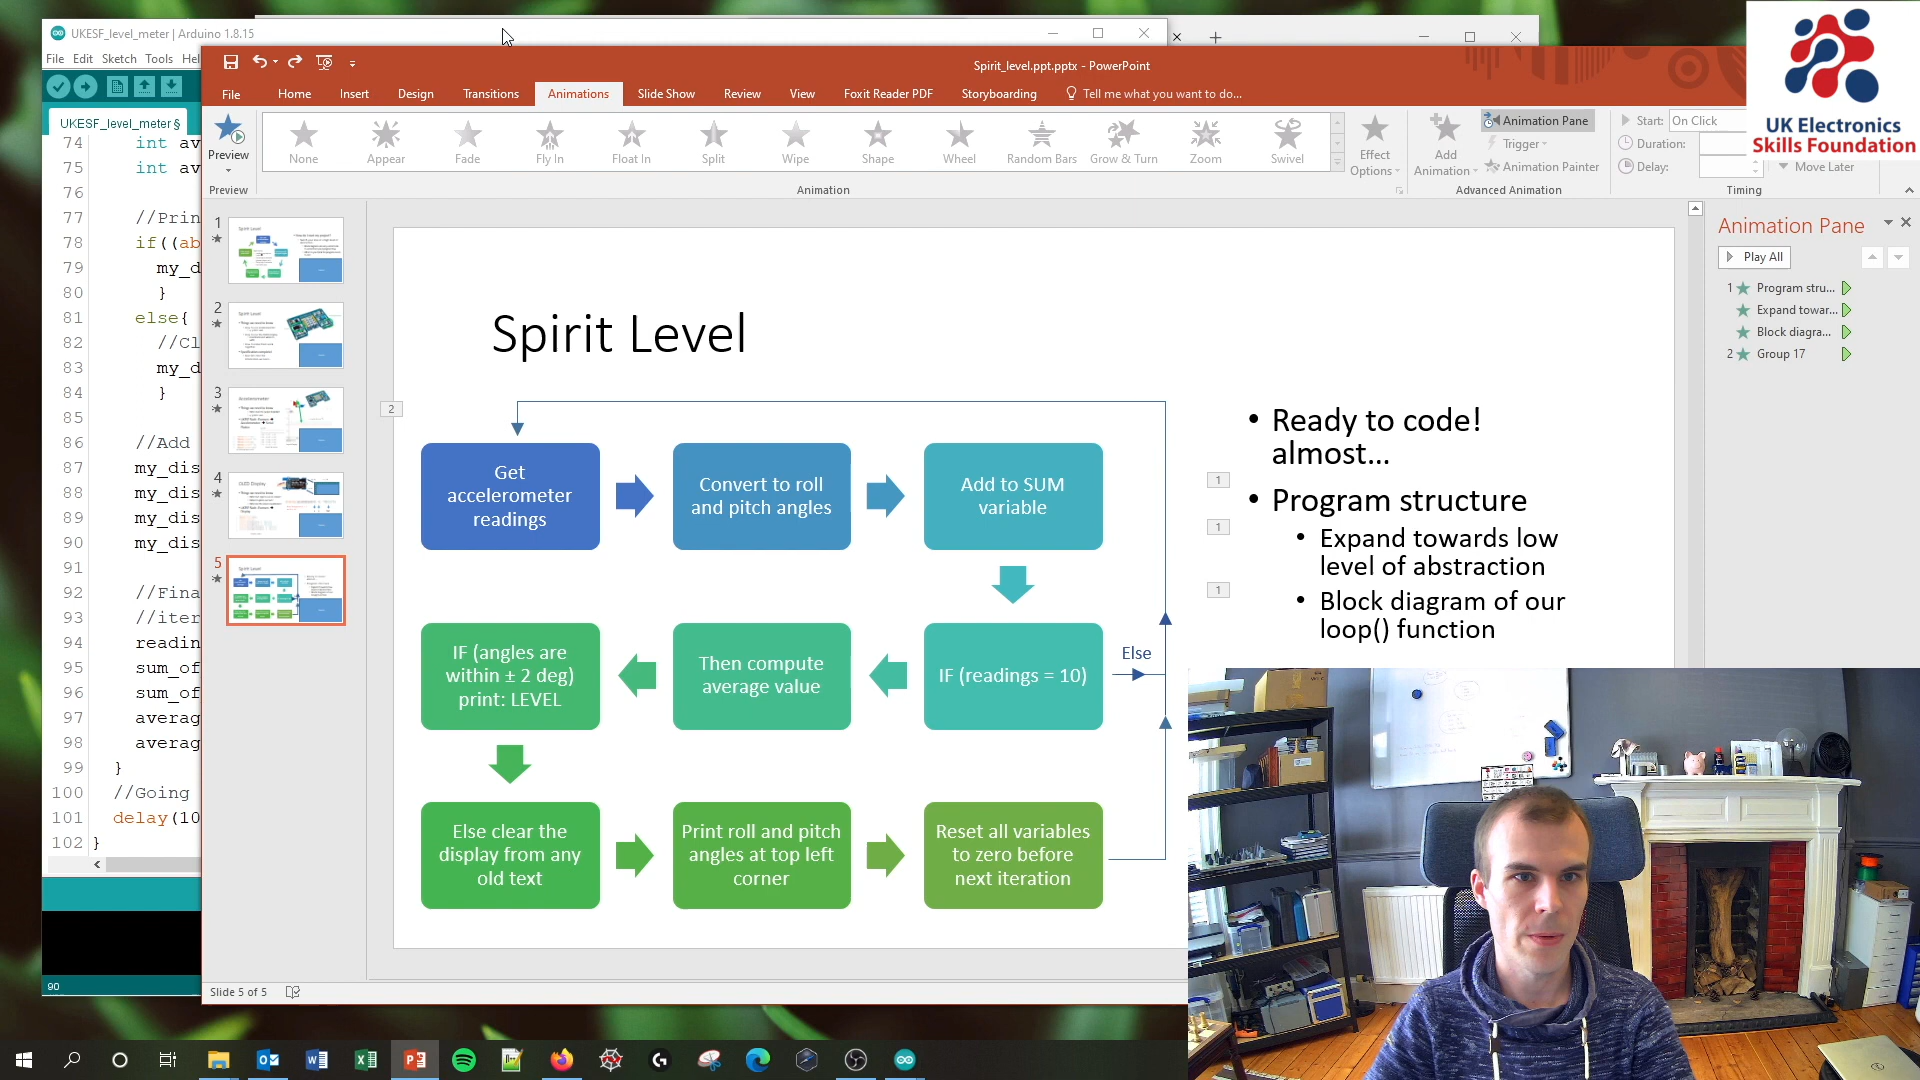 UKESF_level_meter | Arduino 1.8.15
File Edit Sketch Tools Hel
UKESF_level_meter §
74 int av
75 int av
76
77 //Prin
78 if((ab
79 my_d
80 }
81 else{
82 //Cl
83 my_d
84 }
85
86 //Add
87 my_dis
88 my_dis
89 my_dis
90 my_dis
91
92 //Fina
93 //iter
94 readin
95 sum_of
96 sum_of
97 averag
98 averag
99 }
100 //Going
101 delay(10
102 }
90
Spirit_level.ppt.pptx - PowerPoint
File Home Insert Design Transitions Animations Slide Show Review View Foxit Reader PDF Storyboarding Tell me what you want to do...
Preview
Preview
None Appear Fade Fly In Float In Split Wipe Shape Wheel Random Bars Grow & Turn Zoom Swivel
Animation
Effect
Options
Add
Animation
Animation Pane
Trigger
Animation Painter
Advanced Animation
Start: On Click
Duration:
Delay:
Move Later
Timing
UK Electronics
Skills Foundation
1
2
3
4
5
Spirit Level
2
Get
accelerometer
readings
Convert to roll
and pitch angles
Add to SUM
variable
IF (readings = 10)
Else
Then compute
average value
IF (angles are
within ± 2 deg)
print: LEVEL
Else clear the
display from any
old text
Print roll and pitch
angles at top left
corner
Reset all variables
to zero before
next iteration
• Ready to code!
almost...
1
• Program structure
1
• Expand towards low
level of abstraction
1
• Block diagram of our
loop() function
Animation Pane
Play All
1 Program stru...
Expand towar...
Block diagra...
2 Group 17
Slide 5 of 5